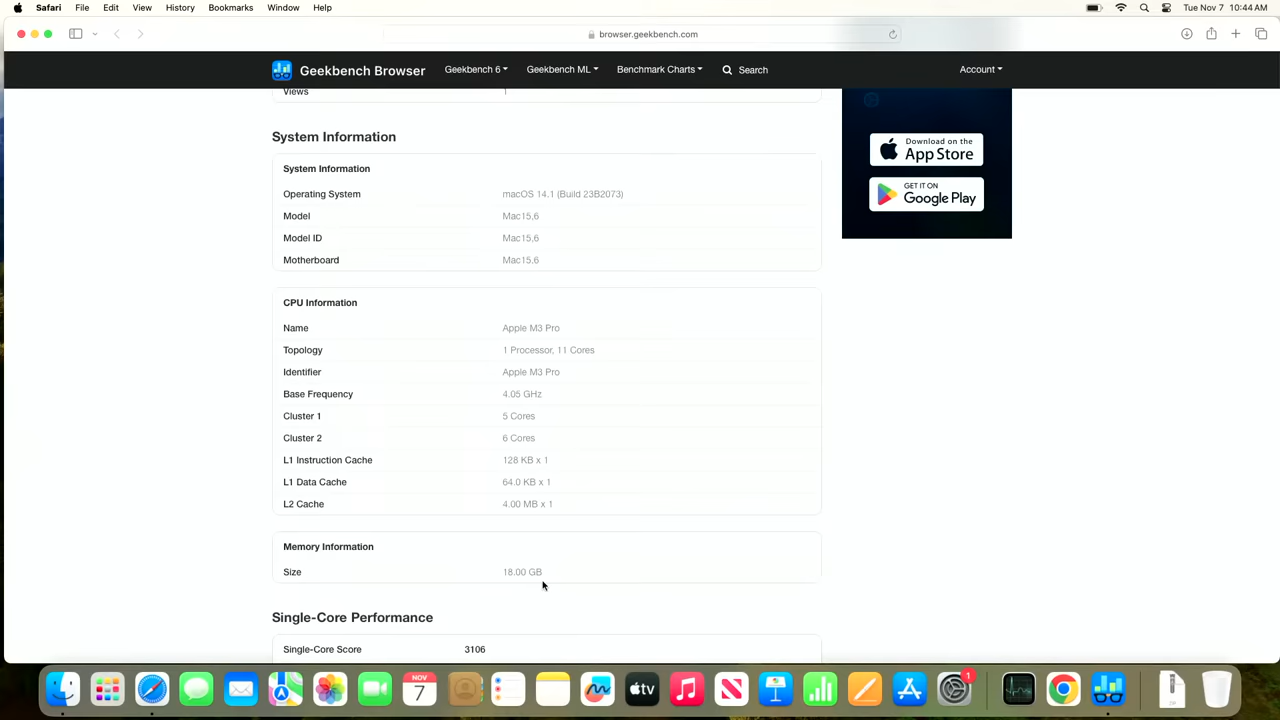 Safari File Edit View History Bookmarks Window Help Tue Nov 7 10:44 AM
browser.geekbench.com
Geekbench Browser Geekbench 6 Geekbench ML Benchmark Charts Search Account
Views 1
System Information
System Information
Operating System macOS 14.1 (Build 23B2073)
Model Mac15,6
Model ID Mac15,6
Motherboard Mac15,6
CPU Information
Name Apple M3 Pro
Topology 1 Processor, 11 Cores
Identifier Apple M3 Pro
Base Frequency 4.05 GHz
Cluster 1 5 Cores
Cluster 2 6 Cores
L1 Instruction Cache 128 KB x 1
L1 Data Cache 64.0 KB x 1
L2 Cache 4.00 MB x 1
Memory Information
Size 18.00 GB
Single-Core Performance
Single-Core Score 3106
Download on the
App Store
GET IT ON
Google Play
NOV
7
tv
1